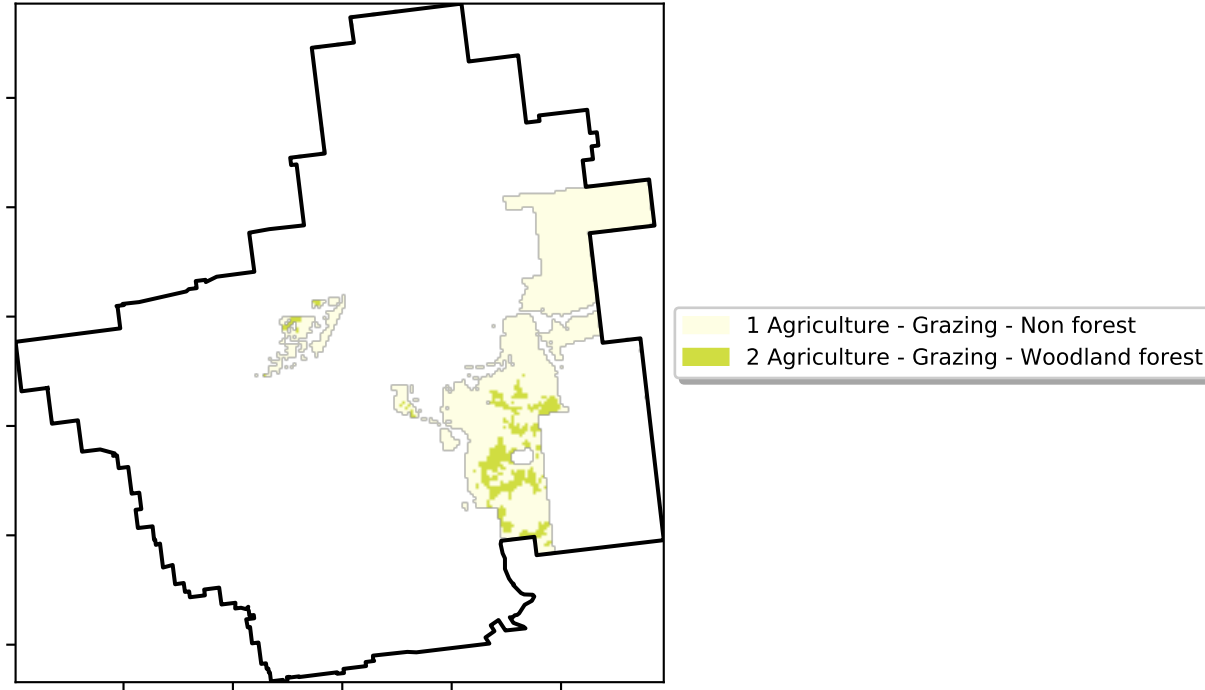 1 Agriculture - Grazing - Non forest
2 Agriculture - Grazing - Woodland forest